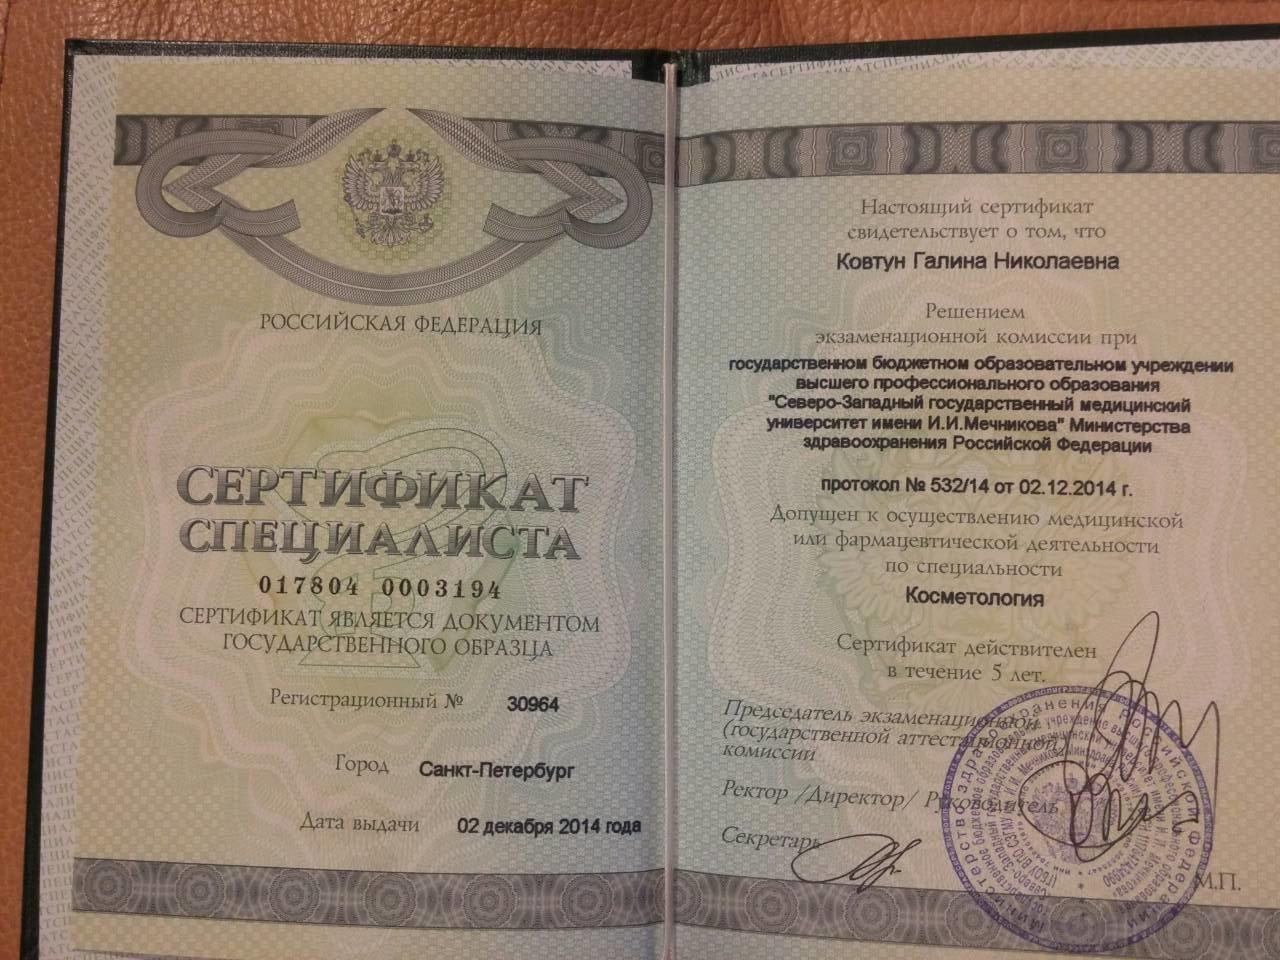 РОССИЙСКАЯ ФЕДЕРАЦИЯ
СЕРТИФИКАТ
СПЕЦИАЛИСТА
017804 0003194
СЕРТИФИКАТ ЯВЛЯЕТСЯ ДОКУМЕНТОМ
ГОСУДАРСТВЕННОГО ОБРАЗЦА
Регистрационный № 30964
Город Санкт-Петербург
Дата выдачи 02 декабря 2014 года
Настоящий сертификат
свидетельствует о том, что
Ковтун Галина Николаевна
Решением
экзаменационной комиссии при
государственном бюджетном образовательном учреждении
высшего профессионального образования
"Северо-Западный государственный медицинский
университет имени И.И.Мечникова" Министерства
здравоохранения Российской Федерации
протокол № 532/14 от 02.12.2014 г.
Допущен к осуществлению медицинской
или фармацевтической деятельности
по специальности
Косметология
Сертификат действителен
в течение 5 лет.
Председатель экзаменационной
(государственной аттестационной)
комиссии
Ректор /Директор/ Руководитель
Секретарь
М.П.